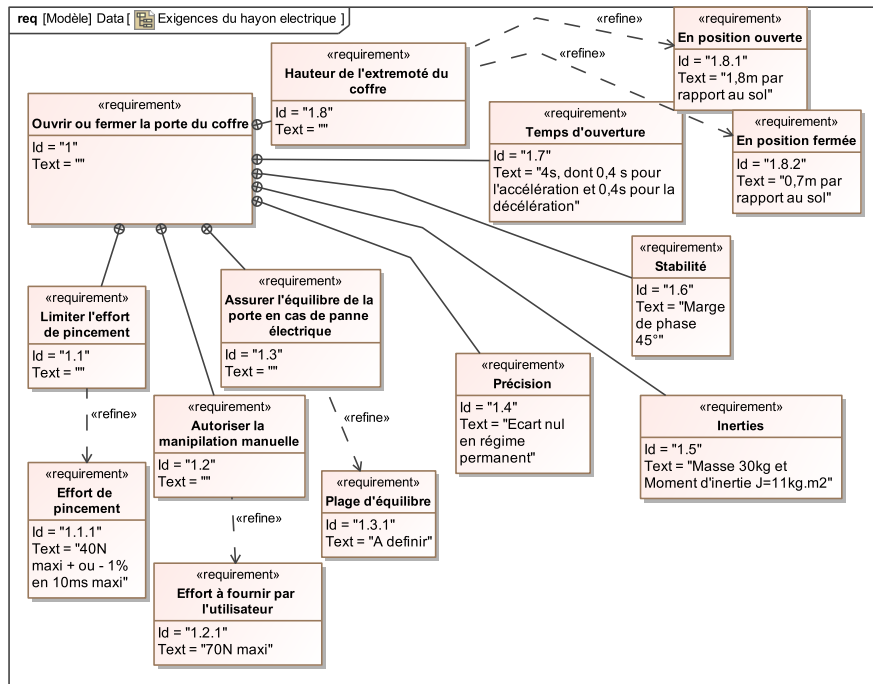 req [Modèle] Data [ Exigences du hayon electrique ]
«requirement»
Hauteur de l'extremoté du
coffre
Id = "1.8"
Text = ""
«refine»
«refine»
«requirement»
En position ouverte
Id = "1.8.1"
Text = "1,8m par
rapport au sol"
«requirement»
En position fermée
Id = "1.8.2"
Text = "0,7m par
rapport au sol"
«requirement»
Ouvrir ou fermer la porte du coffre
Id = "1"
Text = ""
«requirement»
Temps d'ouverture
Id = "1.7"
Text = "4s, dont 0,4 s pour
l'accélération et 0,4s pour la
décélération"
«requirement»
Stabilité
Id = "1.6"
Text = "Marge
de phase
45°"
«requirement»
Limiter l'effort
de pincement
Id = "1.1"
Text = ""
«requirement»
Assurer l'équilibre de la
porte en cas de panne
électrique
Id = "1.3"
Text = ""
«requirement»
Précision
Id = "1.4"
Text = "Ecart nul
en régime
permanent"
«requirement»
Inerties
Id = "1.5"
Text = "Masse 30kg et
Moment d'inertie J=11kg.m2"
«refine»
«requirement»
Autoriser la
manipilation manuelle
Id = "1.2"
Text = ""
«refine»
«requirement»
Effort de
pincement
Id = "1.1.1"
Text = "40N
maxi + ou - 1%
en 10ms maxi"
«requirement»
Plage d'équilibre
Id = "1.3.1"
Text = "A definir"
«refine»
«requirement»
Effort à fournir par
l'utilisateur
Id = "1.2.1"
Text = "70N maxi"